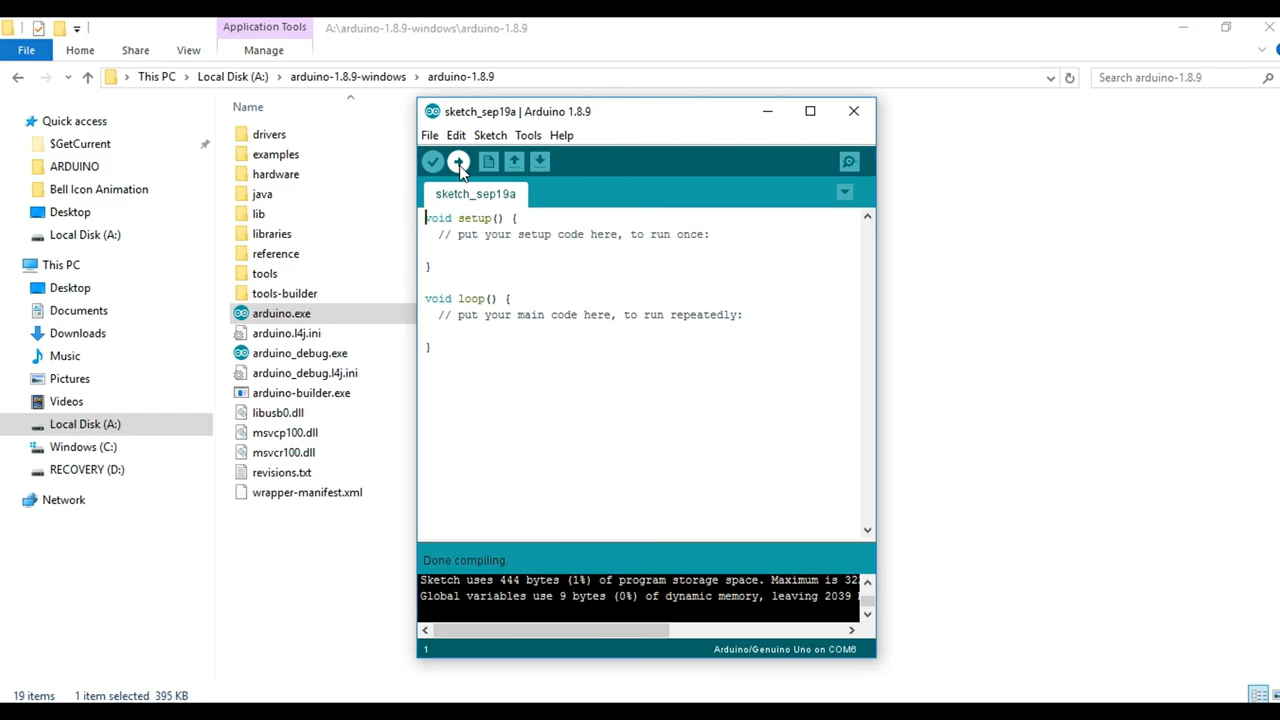 Application Tools
A:\arduino-1.8.9-windows\arduino-1.8.9
File
Home
Share
View
Manage
This PC
Local Disk (A:)
arduino-1.8.9-windows
arduino-1.8.9
Search arduino-1.8.9
Quick access
$GetCurrent
ARDUINO
Bell Icon Animation
Desktop
Local Disk (A:)
This PC
Desktop
Documents
Downloads
Music
Pictures
Videos
Local Disk (A:)
Windows (C:)
RECOVERY (D:)
Network
Name
drivers
examples
hardware
java
lib
libraries
reference
tools
tools-builder
arduino.exe
arduino.l4j.ini
arduino_debug.exe
arduino_debug.l4j.ini
arduino-builder.exe
libusb0.dll
msvcp100.dll
msvcr100.dll
revisions.txt
wrapper-manifest.xml
sketch_sep19a | Arduino 1.8.9
File Edit Sketch Tools Help
sketch_sep19a
void setup() {
// put your setup code here, to run once:
}
void loop() {
// put your main code here, to run repeatedly:
}
Done compiling.
Sketch uses 444 bytes (1%) of program storage space. Maximum is 32
Global variables use 9 bytes (0%) of dynamic memory, leaving 2039
1
Arduino/Genuino Uno on COM6
19 items
1 item selected 395 KB